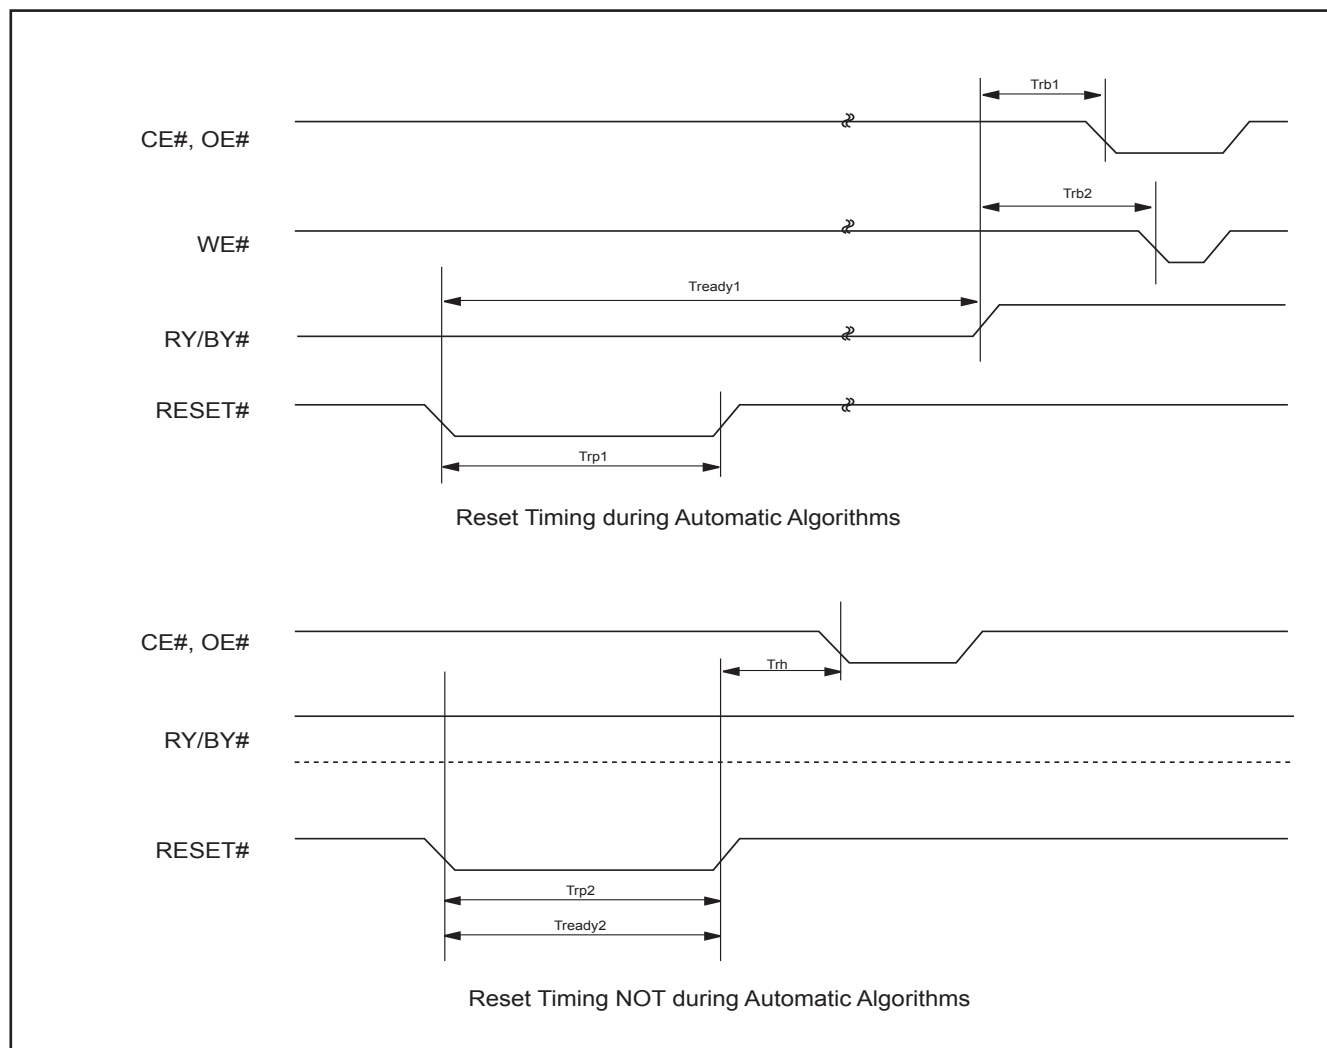 Trb1
CE#, OE#
Trb2
WE#
Tready1
RY/BY#
RESET#
Trp1
Reset Timing during Automatic Algorithms
CE#, OE#
Trh
RY/BY#
RESET#
Trp2
Tready2
Reset Timing NOT during Automatic Algorithms